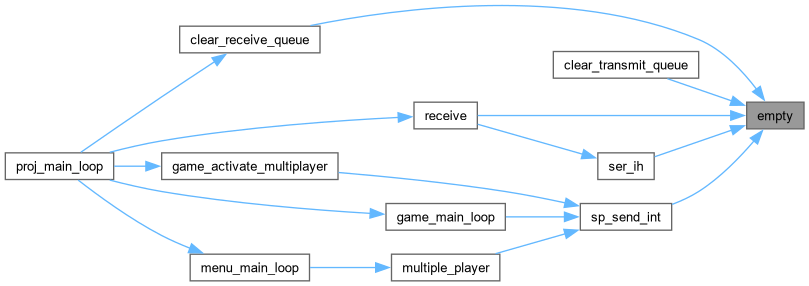 clear_receive_queue
clear_transmit_queue
empty
receive
proj_main_loop
game_activate_multiplayer
ser_ih
game_main_loop
sp_send_int
menu_main_loop
multiple_player